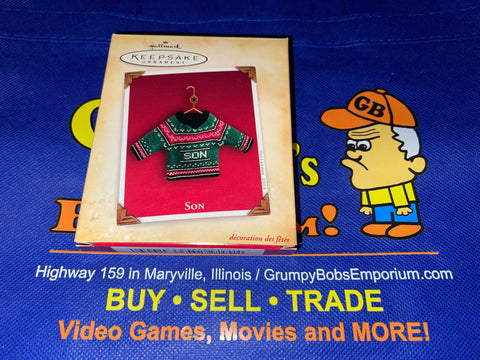 Hallmark
KEEPSAKE
ORNAMENT
SON
SON
décoration des fêtes
GB
Highway 159 in Maryville, Illinois / GrumpyBobsEmporium.com
BUY • SELL • TRADE
Video Games, Movies and MORE!